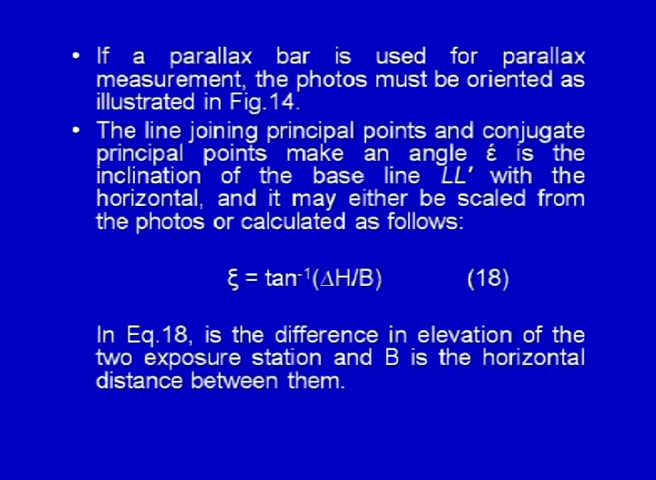 • If a parallax bar is used for parallax
measurement, the photos must be oriented as
illustrated in Fig.14.
• The line joining principal points and conjugate
principal points make an angle έ is the
inclination of the base line LL′ with the
horizontal, and it may either be scaled from
the photos or calculated as follows:
ξ = tan⁻¹(∆H/B) (18)
In Eq.18, is the difference in elevation of the
two exposure station and B is the horizontal
distance between them.